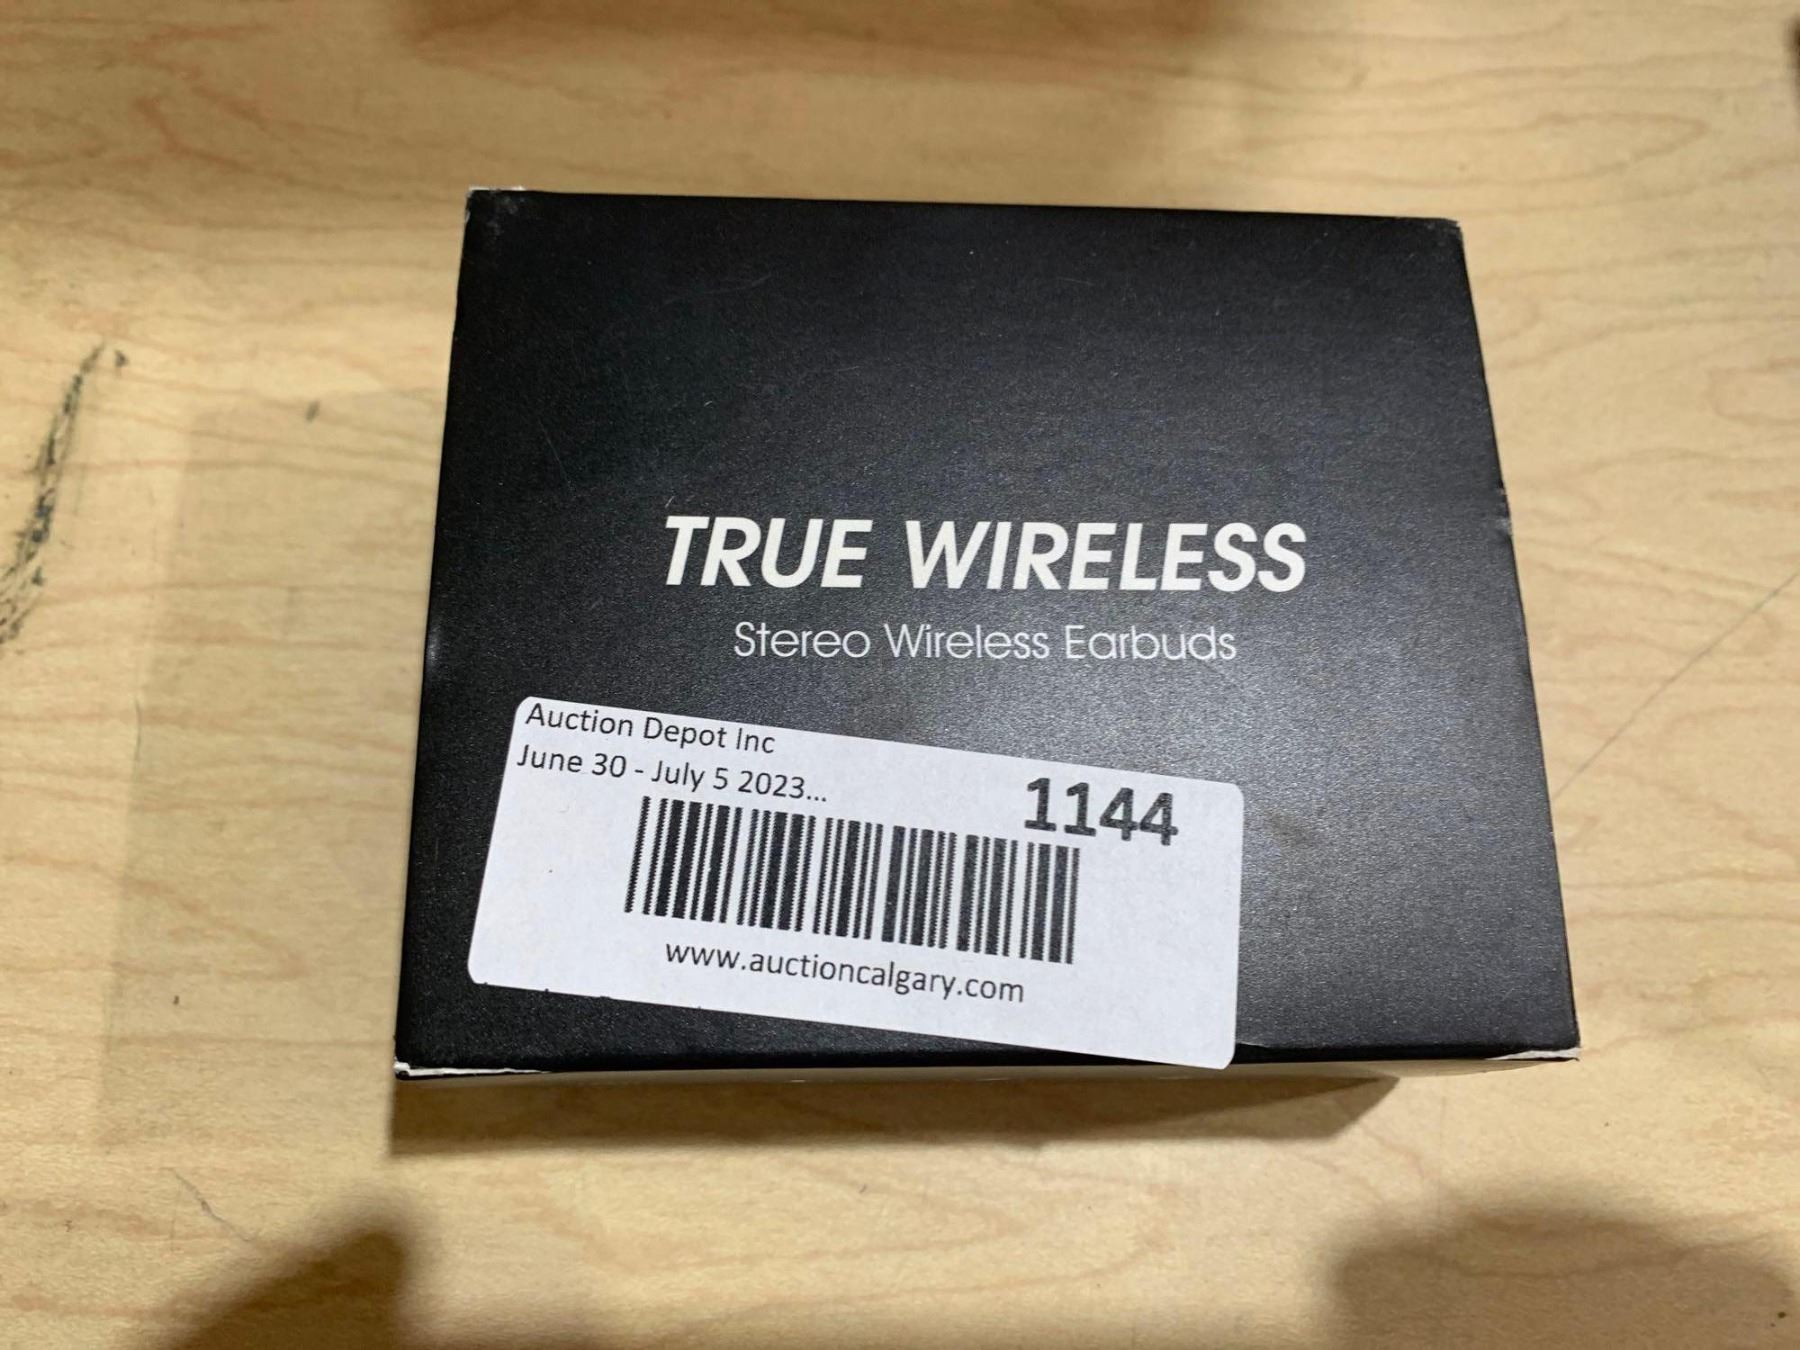 TRUE WIRELESS
Stereo Wireless Earbuds
Auction Depot Inc
June 30 - July 5 2023...
1144
www.auctioncalgary.com